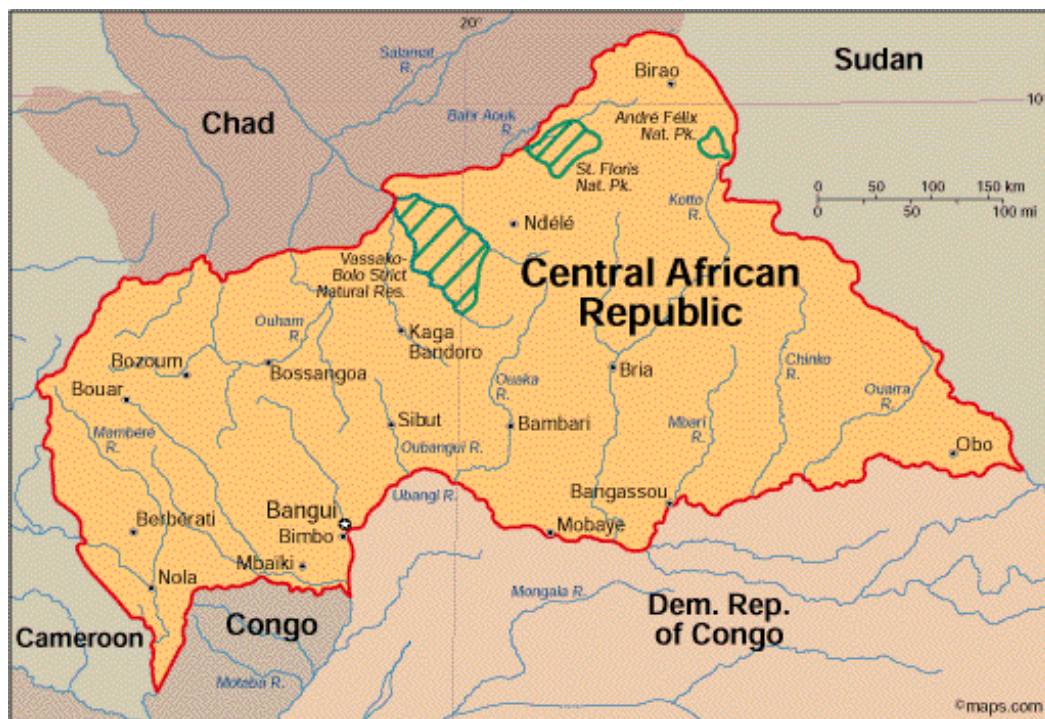 20°
Salamat
R.
Sudan
Birao
10°
Chad
Bahr Aouk
R.
André Félix
Nat. Pk.
St. Floris
Nat. Pk.
Kotto
R.
0 50 100 150 km
0 50 100 mi
Ndélé
Vassako-
Bolo Strict
Natural Res.
Central African
Republic
Ouham
R.
Kaga
Bandoro
Bozoum
Bossangoa
Bria
Chinko
R.
Bouar
Ouaka
R.
Ouarra
R.
Mambéré
R.
Sibut
Bambari
Mbari
R.
Oubangui R.
Obo
Ubangi R.
Bangassou
Bangui
Berbérati
Bimbo
Mobaye
Mbaïki
Nola
Mongala R.
Dem. Rep.
of Congo
Cameroon
Congo
Motaba R.
©maps.com